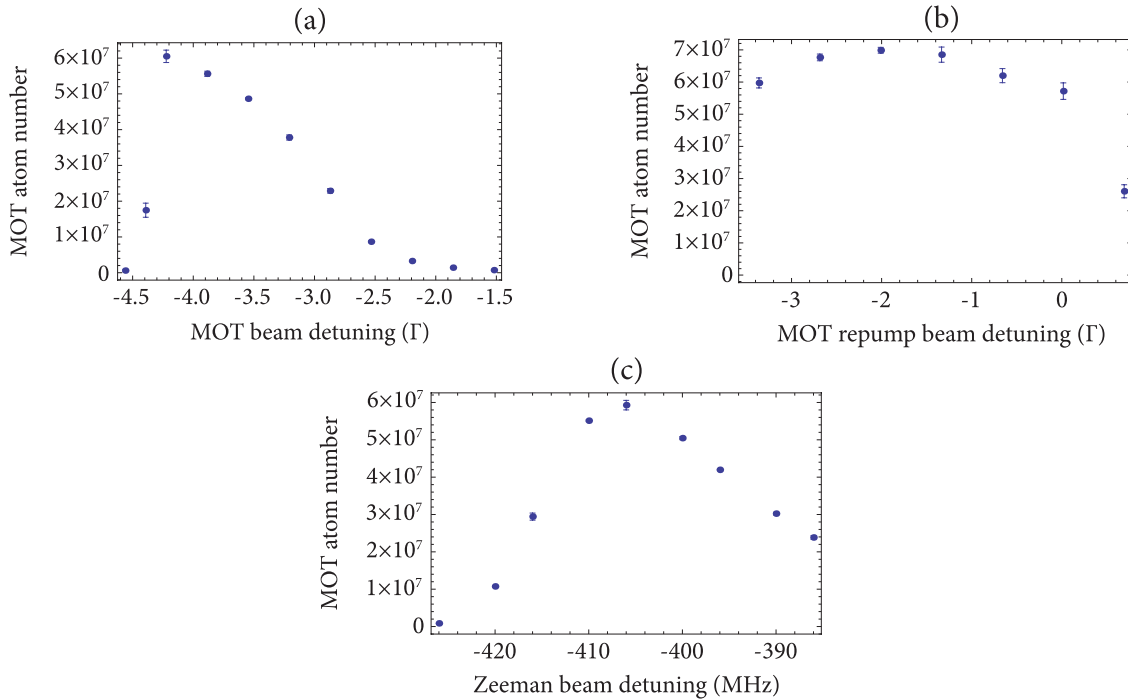 (a)
MOT atom number
6×10⁷
5×10⁷
4×10⁷
3×10⁷
2×10⁷
1×10⁷
0
-4.5 -4.0 -3.5 -3.0 -2.5 -2.0 -1.5
MOT beam detuning (Γ)
(b)
MOT atom number
7×10⁷
6×10⁷
5×10⁷
4×10⁷
3×10⁷
2×10⁷
1×10⁷
0
-3 -2 -1 0
MOT repump beam detuning (Γ)
(c)
MOT atom number
6×10⁷
5×10⁷
4×10⁷
3×10⁷
2×10⁷
1×10⁷
0
-420 -410 -400 -390
Zeeman beam detuning (MHz)